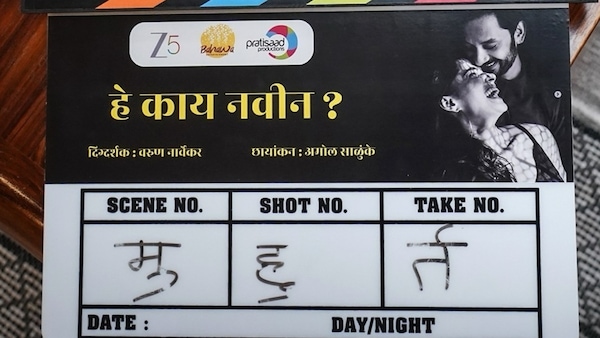 Z5
Bahava
pratisaad
productions
हे काय नवीन ?
दिग्दर्शक : वरुण नार्वेकर छायांकन : अमोल साळुंके
SCENE NO. SHOT NO. TAKE NO.
मु हू र्त
DATE : DAY/NIGHT